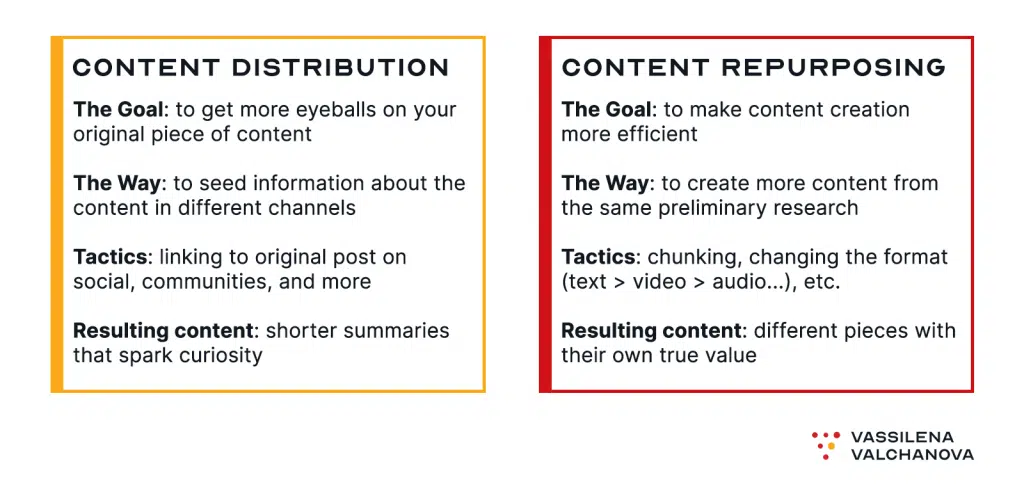 CONTENT DISTRIBUTION
The Goal: to get more eyeballs on your
original piece of content
The Way: to seed information about the
content in different channels
Tactics: linking to original post on
social, communities, and more
Resulting content: shorter summaries
that spark curiosity
CONTENT REPURPOSING
The Goal: to make content creation
more efficient
The Way: to create more content from
the same preliminary research
Tactics: chunking, changing the format
(text > video > audio...), etc.
Resulting content: different pieces with
their own true value
VASSILENA
VALCHANOVA